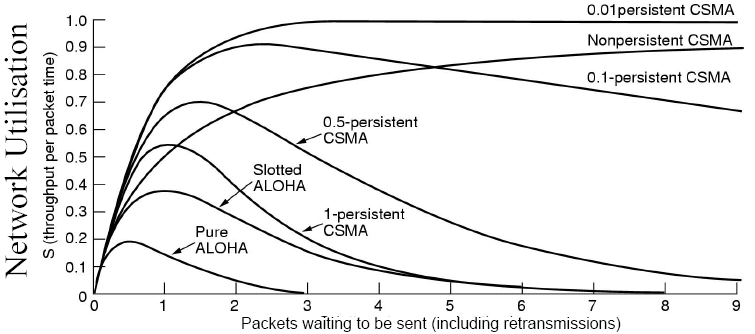 Network Utilisation
S (throughput per packet time)
1.0
0.9
0.8
0.7
0.6
0.5
0.4
0.3
0.2
0.1
0
0.01persistent CSMA
Nonpersistent CSMA
0.1-persistent CSMA
0.5-persistent
CSMA
Slotted
ALOHA
1-persistent
CSMA
Pure
ALOHA
0 1 2 3 4 5 6 7 8 9
Packets waiting to be sent (including retransmissions)